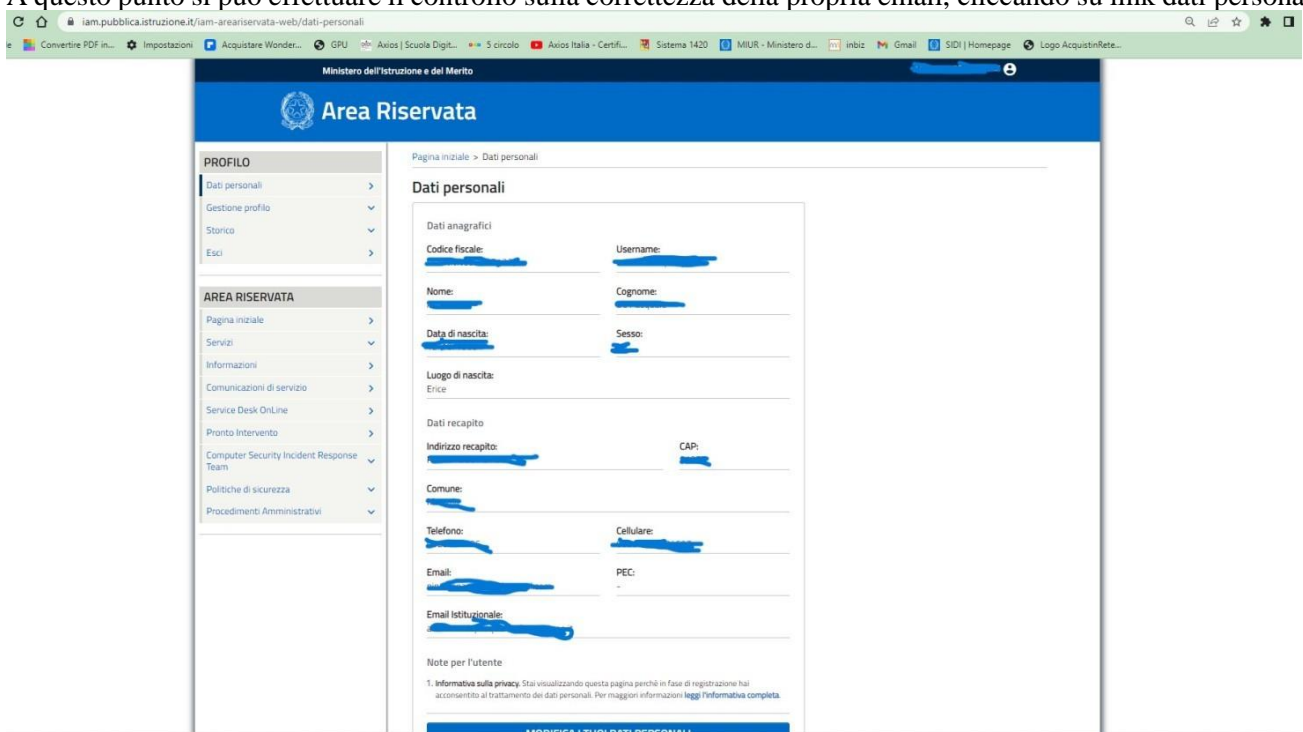 A questo punto si può effettuare il controllo sulla correttezza della propria email, cliccando su link dati persona
iam.pubblica.istruzione.it/iam-areariservata-web/dati-personali
e Convertire PDF in... Impostazioni Acquistare Wonder... GPU Axios | Scuola Digit... 5 circolo Axios Italia - Certifi... Sistema 1420 MIUR - Ministero d... inbiz Gmail SIDI | Homepage Logo AcquistinRete...
Ministero dell'Istruzione e del Merito
Area Riservata
PROFILO
Dati personali
Gestione profilo
Storico
Esci
AREA RISERVATA
Pagina iniziale
Servizi
Informazioni
Comunicazioni di servizio
Service Desk OnLine
Pronto Intervento
Computer Security Incident Response
Team
Politiche di sicurezza
Procedimenti Amministrativi
Pagina iniziale > Dati personali
Dati personali
Dati anagrafici
Codice fiscale: Username:
Nome: Cognome:
Data di nascita: Sesso:
Luogo di nascita:
Erice
Dati recapito
Indirizzo recapito: CAP:
Comune:
Telefono: Cellulare:
Email: PEC:
-
Email Istituzionale:
Note per l'utente
1. Informativa sulla privacy. Stai visualizzando questa pagina perchè in fase di registrazione hai
acconsentito al trattamento dei dati personali. Per maggiori informazioni leggi l'informativa completa.
MODIFICA I TUOI DATI PERSONALI